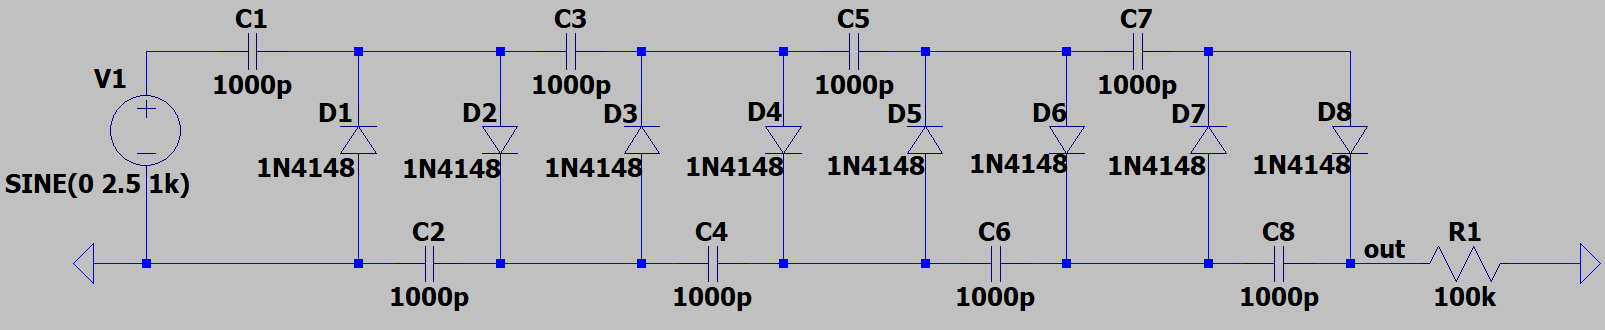 C1
C3
C5
C7
1000p
1000p
1000p
1000p
V1
SINE(0 2.5 1k)
D1
D2
D3
D4
D5
D6
D7
D8
1N4148
1N4148
1N4148
1N4148
1N4148
1N4148
1N4148
1N4148
C2
C4
C6
C8
out
R1
1000p
1000p
1000p
1000p
100k